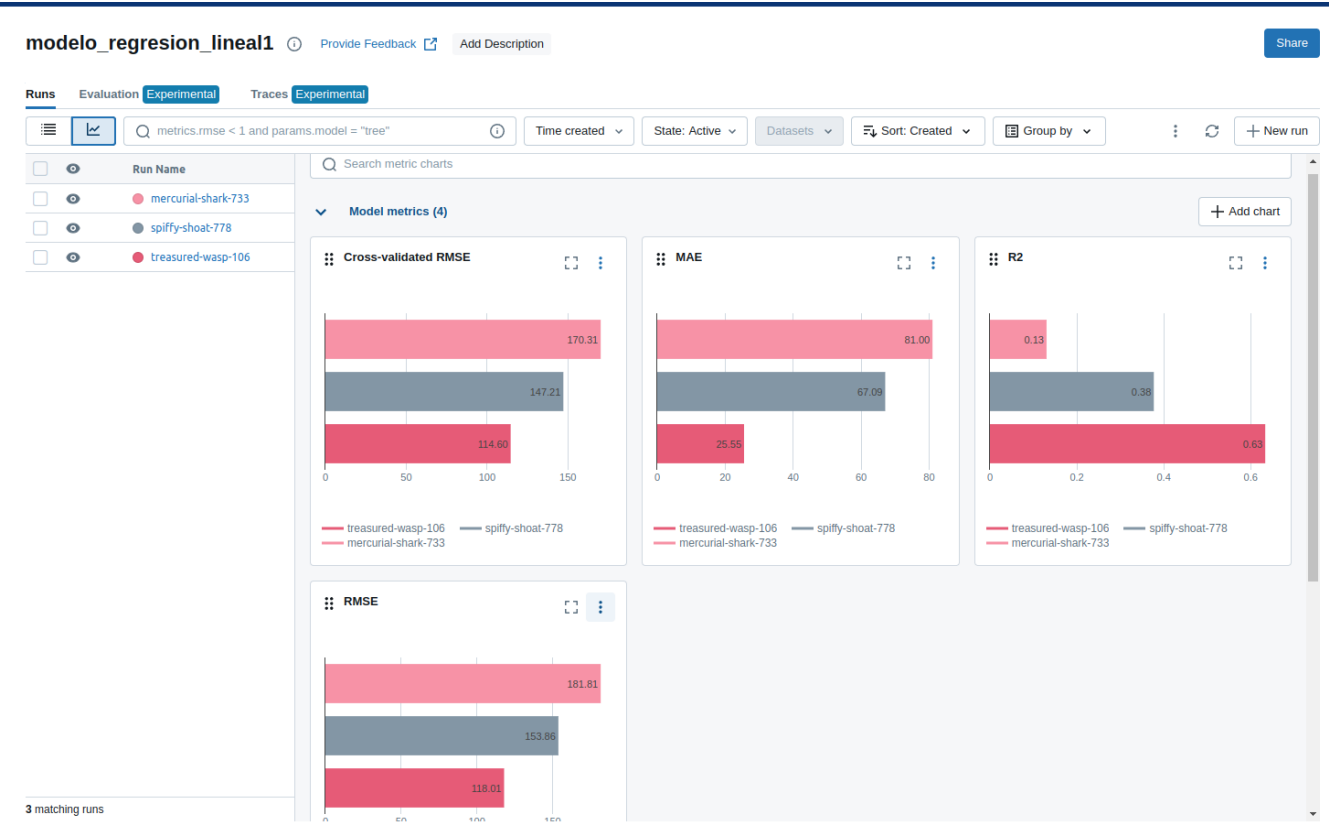 modelo_regresion_lineal1 Provide Feedback Add Description Share
Runs Evaluation Experimental Traces Experimental
metrics.rmse < 1 and params.model = "tree" Time created State: Active Datasets Sort: Created Group by New run
Run Name
mercurial-shark-733
spiffy-shoat-778
treasured-wasp-106
3 matching runs
Search metric charts
Model metrics (4) Add chart
Cross-validated RMSE
170.31
147.21
114.60
0 50 100 150
treasured-wasp-106 spiffy-shoat-778
mercurial-shark-733
MAE
81.00
67.09
25.55
0 20 40 60 80
treasured-wasp-106 spiffy-shoat-778
mercurial-shark-733
R2
0.13
0.38
0.63
0 0.2 0.4 0.6
treasured-wasp-106 spiffy-shoat-778
mercurial-shark-733
RMSE
181.81
153.86
118.01
0 50 100 150